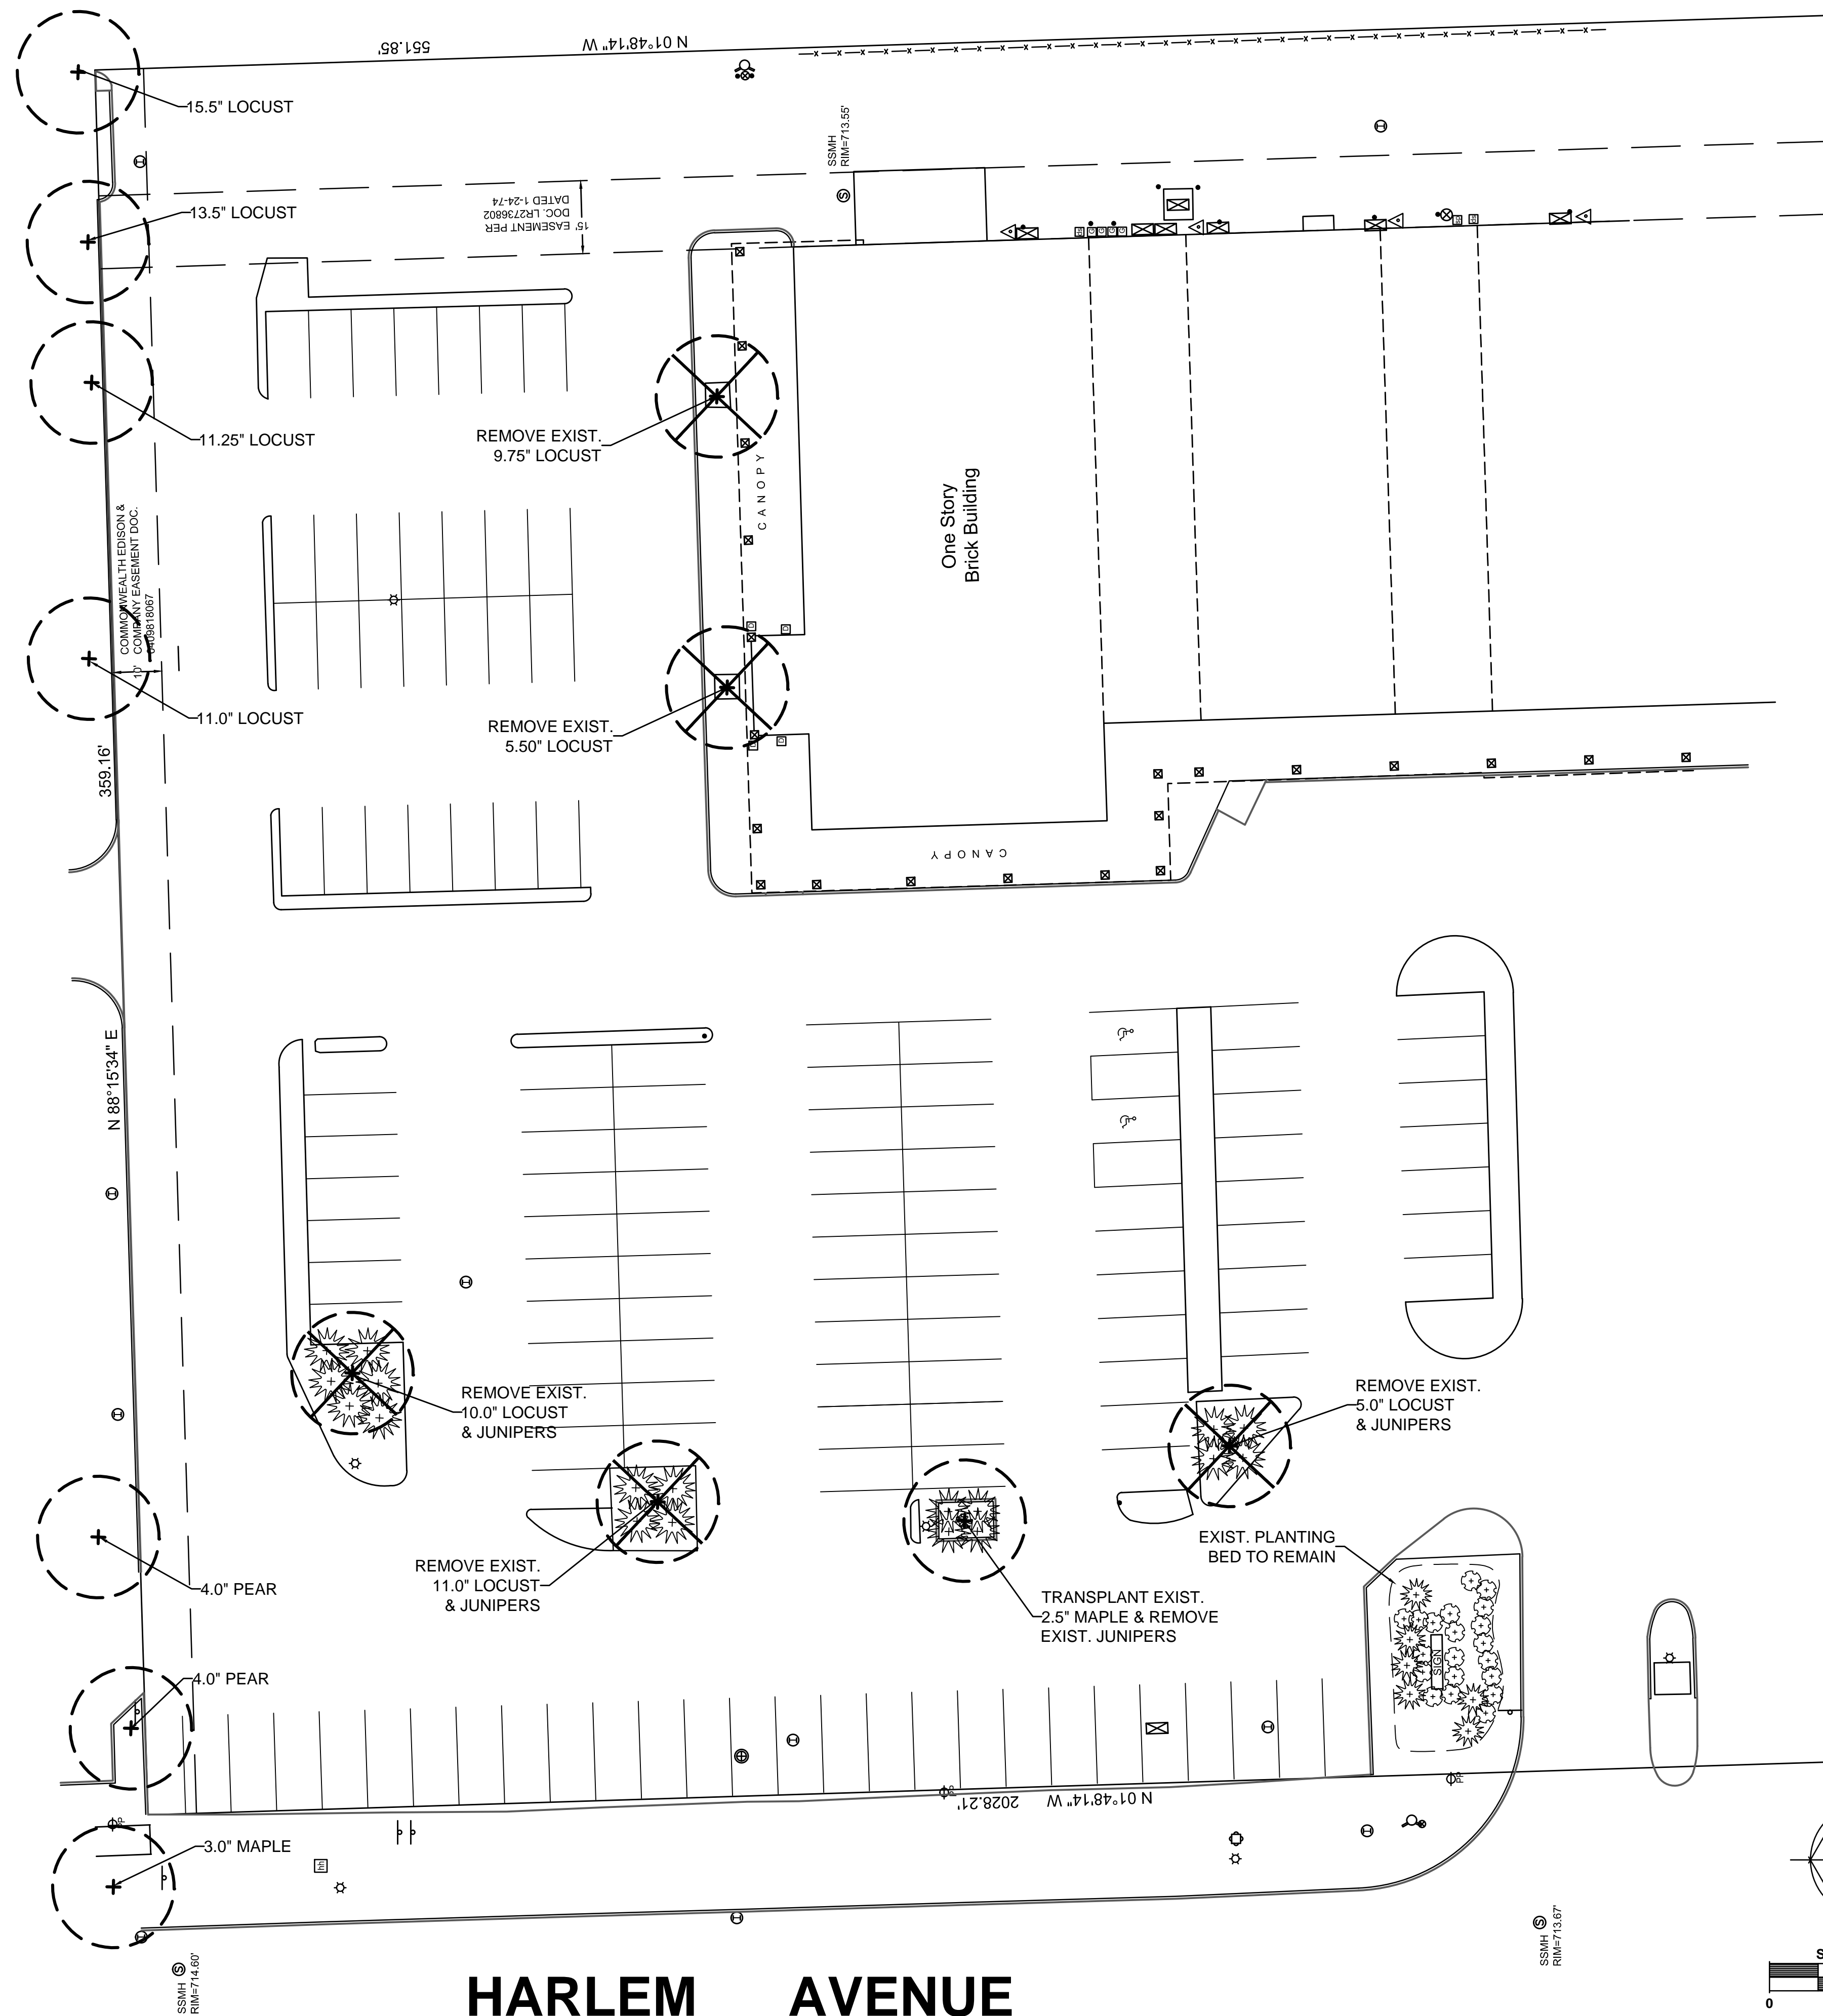 551.85'
N 01°48'14" W
15.5" LOCUST
SSMH
RIM=713.55'
13.5" LOCUST
15' EASEMENT PER
DOC. LR2736802
DATED 1-24-74
11.25" LOCUST
REMOVE EXIST.
9.75" LOCUST
CANOPY
One Story
Brick Building
10'
COMMONWEALTH EDISON &
COMPANY EASEMENT DOC.
0409818067
11.0" LOCUST
REMOVE EXIST.
5.50" LOCUST
359.16'
CANOPY
N 88°15'34" E
REMOVE EXIST.
10.0" LOCUST
& JUNIPERS
REMOVE EXIST.
5.0" LOCUST
& JUNIPERS
REMOVE EXIST.
11.0" LOCUST
& JUNIPERS
EXIST. PLANTING
BED TO REMAIN
4.0" PEAR
TRANSPLANT EXIST.
2.5" MAPLE & REMOVE
EXIST. JUNIPERS
SIGN
4.0" PEAR
PP
PP
PP
2028.21'
N 01°48'14" W
3.0" MAPLE
hh
SSMH
RIM=713.67'
SSMH
RIM=714.60'
HARLEM AVENUE
S
0